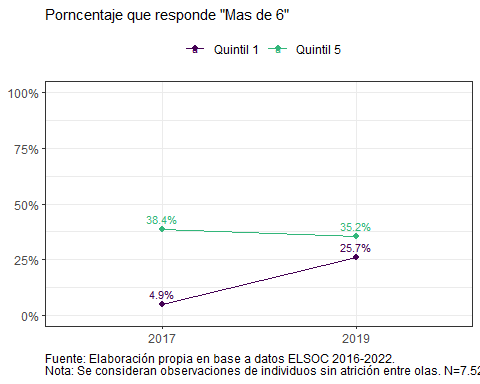 Porncentaje que responde "Mas de 6"
Quintil 1 Quintil 5
100%
75%
50%
25%
0%
38.4%
35.2%
25.7%
4.9%
2017 2019
Fuente: Elaboración propia en base a datos ELSOC 2016-2022.
Nota: Se consideran observaciones de individuos sin atrición entre olas. N=7.52